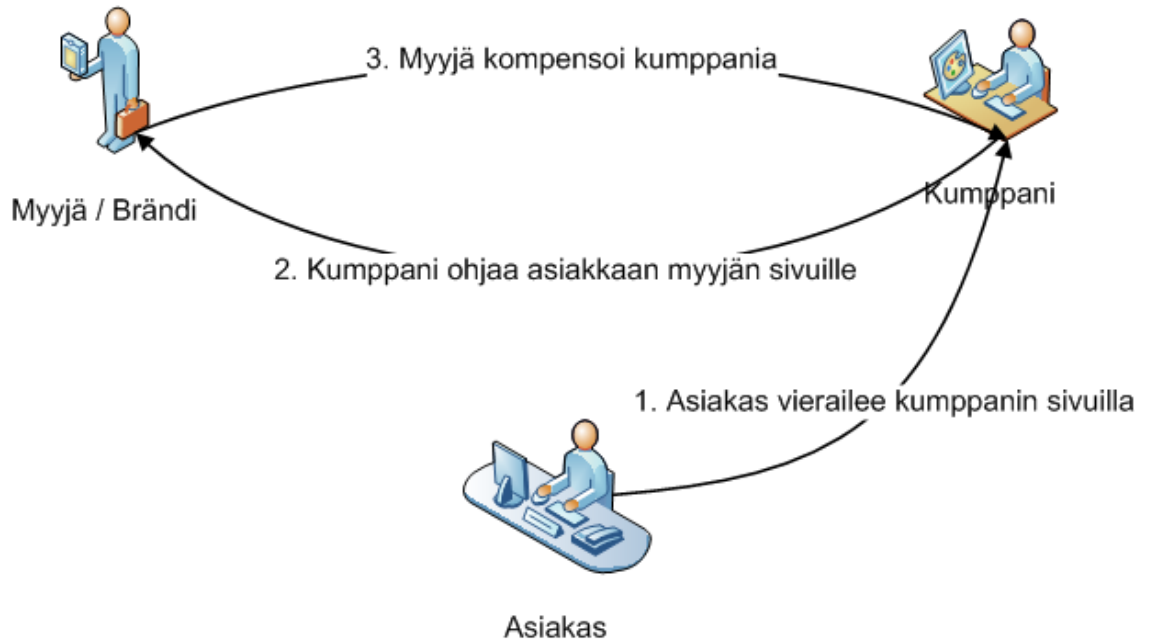 3. Myyjä kompensoi kumppania
Myyjä / Brändi
Kumppani
2. Kumppani ohjaa asiakkaan myyjän sivuille
1. Asiakas vierailee kumppanin sivuilla
Asiakas